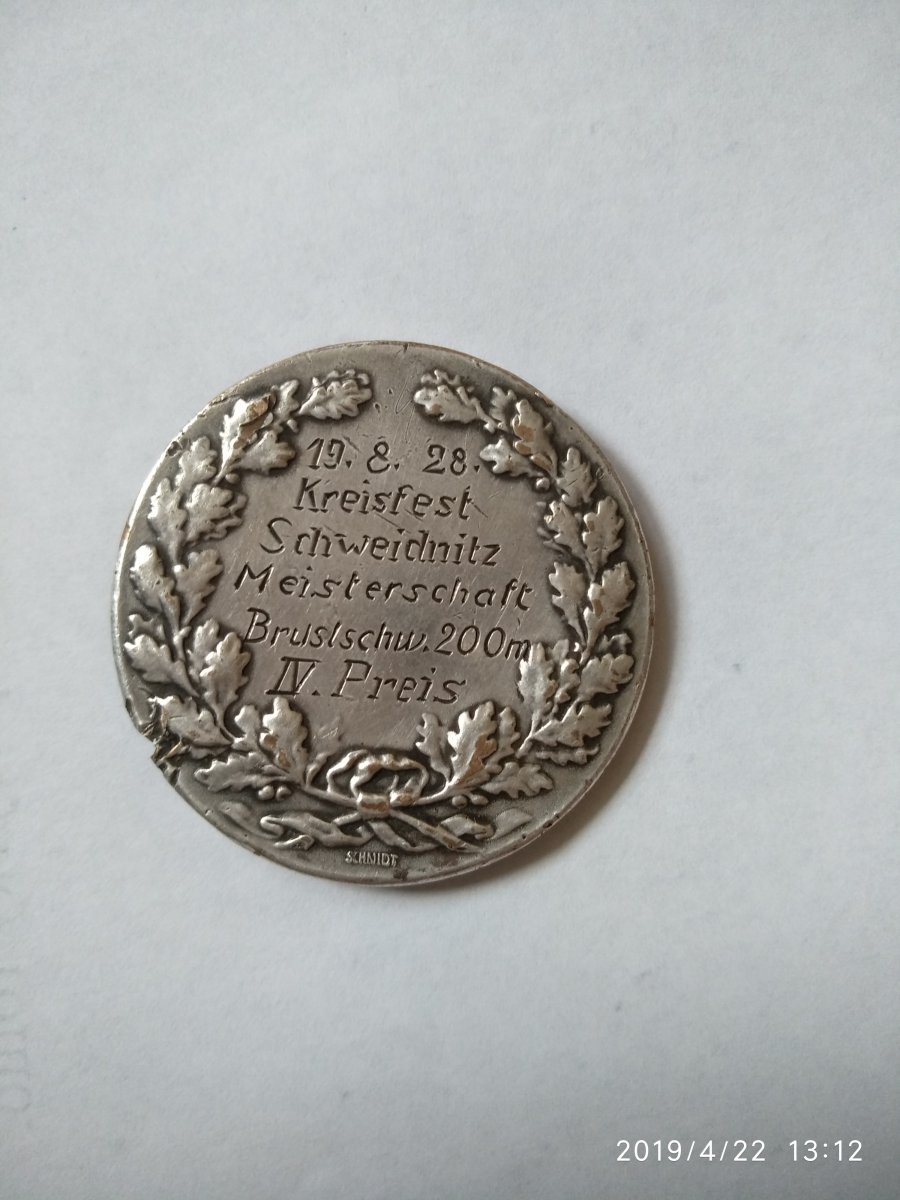 19. 8. 28.
Kreisfest
Schweidnitz
Meisterschaft
Brustschw. 200m
IV. Preis
SCHMIDT
2019/4/22 13:12